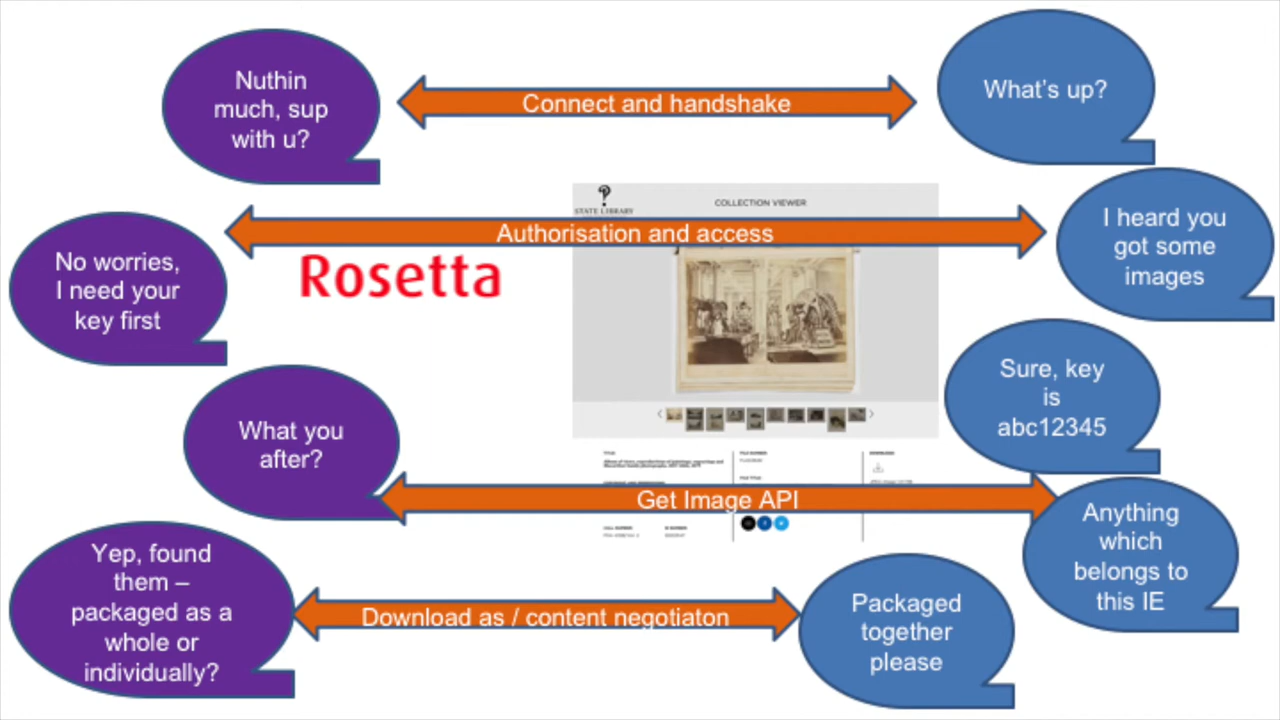 Nuthin
much, sup
with u?
Connect and handshake
What's up?
STATE LIBRARY
COLLECTION VIEWER
No worries,
I need your
key first
Authorisation and access
I heard you
got some
images
Rosetta
What you
after?
Sure, key
is
abc12345
Get Image API
Anything
which
belongs to
this IE
Yep, found
them –
packaged as a
whole or
individually?
Download as / content negotiaton
Packaged
together
please